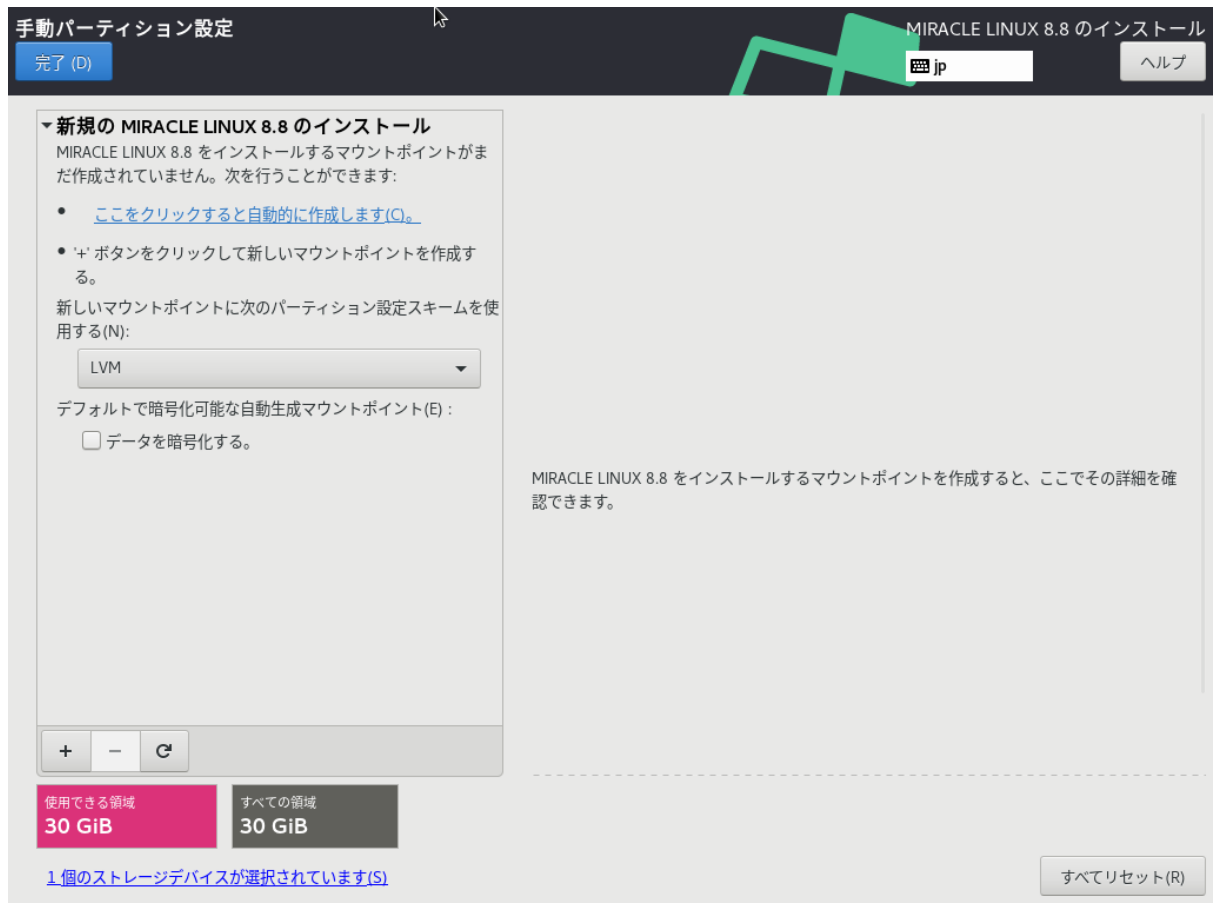 手動パーティション設定
MIRACLE LINUX 8.8 のインストール
完了 (D)
jp
ヘルプ
新規の MIRACLE LINUX 8.8 のインストール
MIRACLE LINUX 8.8 をインストールするマウントポイントがま
だ作成されていません。次を行うことができます:
• ここをクリックすると自動的に作成します(C)。
• '+' ボタンをクリックして新しいマウントポイントを作成す
る。
新しいマウントポイントに次のパーティション設定スキームを使
用する(N):
LVM
デフォルトで暗号化可能な自動生成マウントポイント(E) :
データを暗号化する。
MIRACLE LINUX 8.8 をインストールするマウントポイントを作成すると、ここでその詳細を確
認できます。
+ −
使用できる領域
30 GiB
すべての領域
30 GiB
1 個のストレージデバイスが選択されています(S)
すべてリセット(R)